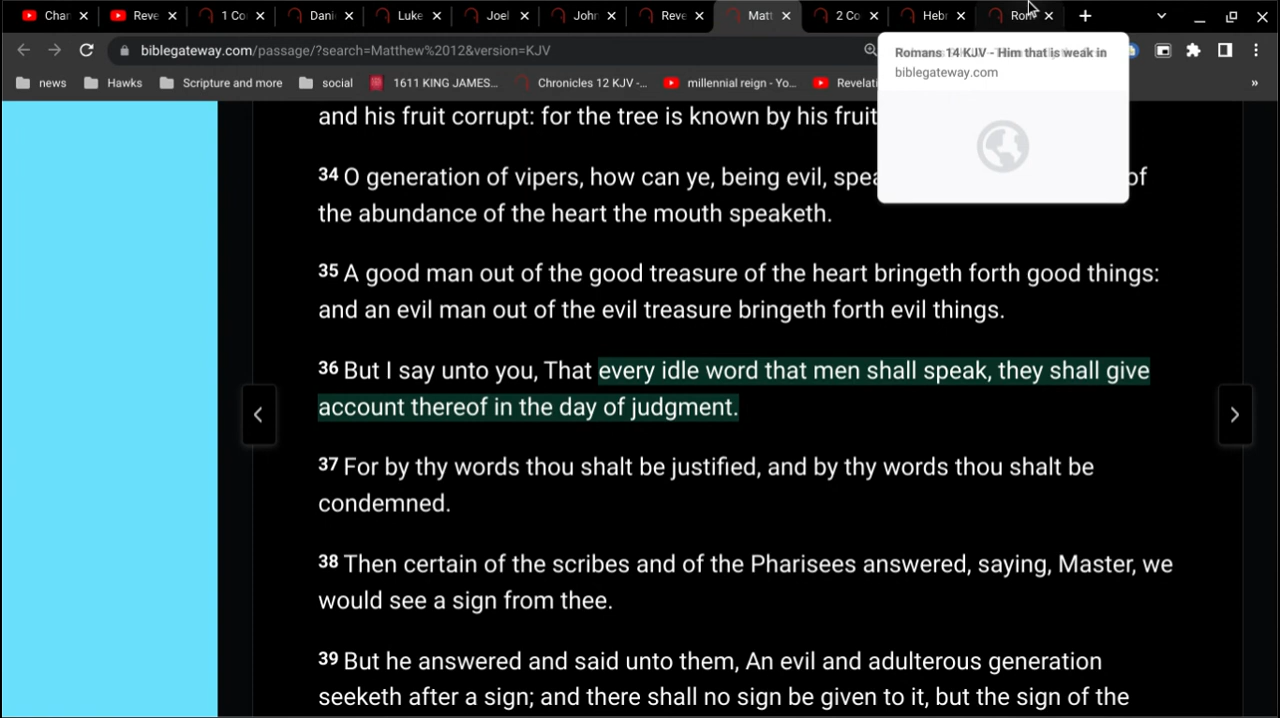 Char
Reve
1 Co
Dani
Luke
Joel
John
Reve
Matt
2 Co
Heb
Rom
biblegateway.com/passage/?search=Matthew%2012&version=KJV
Romans 14 KJV - Him that is weak in
biblegateway.com
news
Hawks
Scripture and more
social
1611 KING JAMES...
Chronicles 12 KJV -...
millennial reign - Yo...
Revelati
»
and his fruit corrupt: for the tree is known by his fruit
34 O generation of vipers, how can ye, being evil, spea of
the abundance of the heart the mouth speaketh.
35 A good man out of the good treasure of the heart bringeth forth good things:
and an evil man out of the evil treasure bringeth forth evil things.
36 But I say unto you, That every idle word that men shall speak, they shall give
account thereof in the day of judgment.
37 For by thy words thou shalt be justified, and by thy words thou shalt be
condemned.
38 Then certain of the scribes and of the Pharisees answered, saying, Master, we
would see a sign from thee.
39 But he answered and said unto them, An evil and adulterous generation
seeketh after a sign; and there shall no sign be given to it, but the sign of the